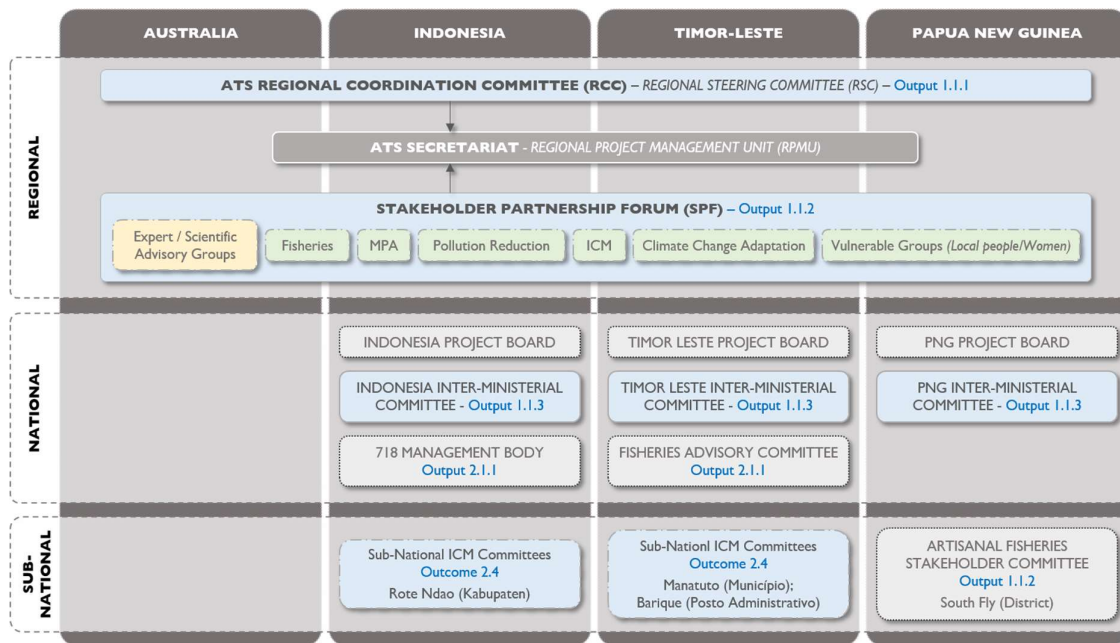 AUSTRALIA
INDONESIA
TIMOR-LESTE
PAPUA NEW GUINEA
REGIONAL
ATS REGIONAL COORDINATION COMMITTEE (RCC) – REGIONAL STEERING COMMITTEE (RSC) – Output 1.1.1
ATS SECRETARIAT - REGIONAL PROJECT MANAGEMENT UNIT (RPMU)
STAKEHOLDER PARTNERSHIP FORUM (SPF) – Output 1.1.2
Expert / Scientific
Advisory Groups
Fisheries
MPA
Pollution Reduction
ICM
Climate Change Adaptation
Vulnerable Groups (Local people/Women)
NATIONAL
INDONESIA PROJECT BOARD
TIMOR LESTE PROJECT BOARD
PNG PROJECT BOARD
INDONESIA INTER-MINISTERIAL
COMMITTEE - Output 1.1.3
TIMOR LESTE INTER-MINISTERIAL
COMMITTEE - Output 1.1.3
PNG INTER-MINISTERIAL
COMMITTEE - Output 1.1.3
718 MANAGEMENT BODY
Output 2.1.1
FISHERIES ADVISORY COMMITTEE
Output 2.1.1
SUB-
NATIONAL
Sub-National ICM Committees
Outcome 2.4
Rote Ndao (Kabupaten)
Sub-Nationl ICM Committees
Outcome 2.4
Manatuto (Município);
Barique (Posto Administrativo)
ARTISANAL FISHERIES
STAKEHOLDER COMMITTEE
Output 1.1.2
South Fly (District)